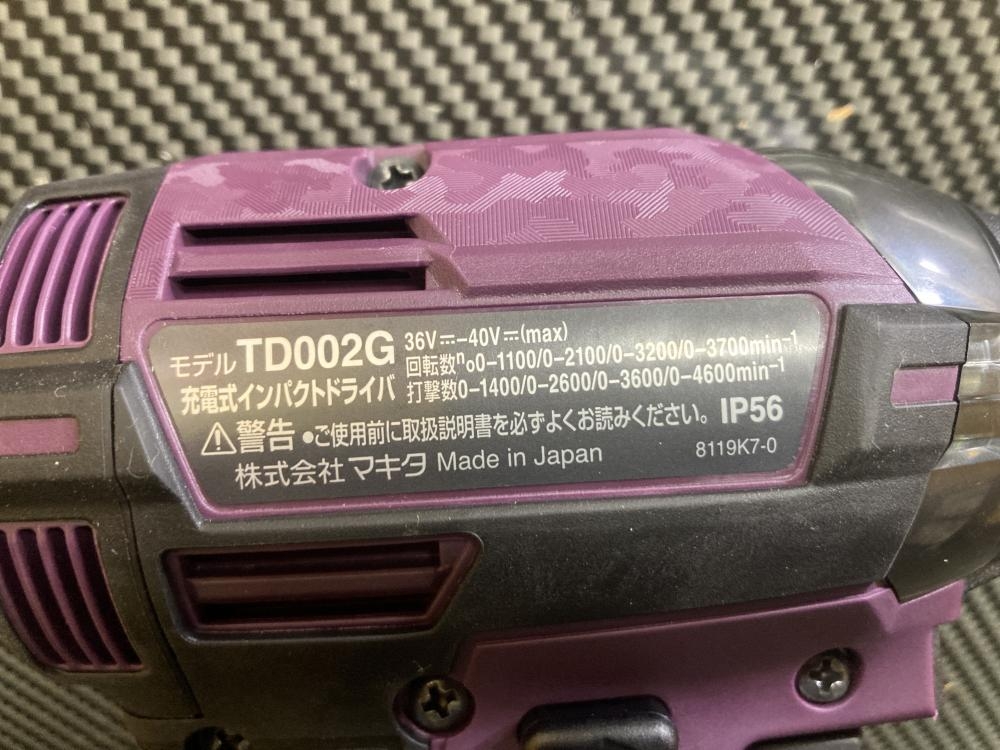 モデル TD002G 36V⎓-40V⎓(max)
回転数n₀0-1100/0-2100/0-3200/0-3700min⁻¹
充電式インパクトドライバ 打撃数0-1400/0-2600/0-3600/0-4600min⁻¹
⚠警告 •ご使用前に取扱説明書を必ずよくお読みください。 IP56
株式会社 マキタ Made in Japan 8119K7-0